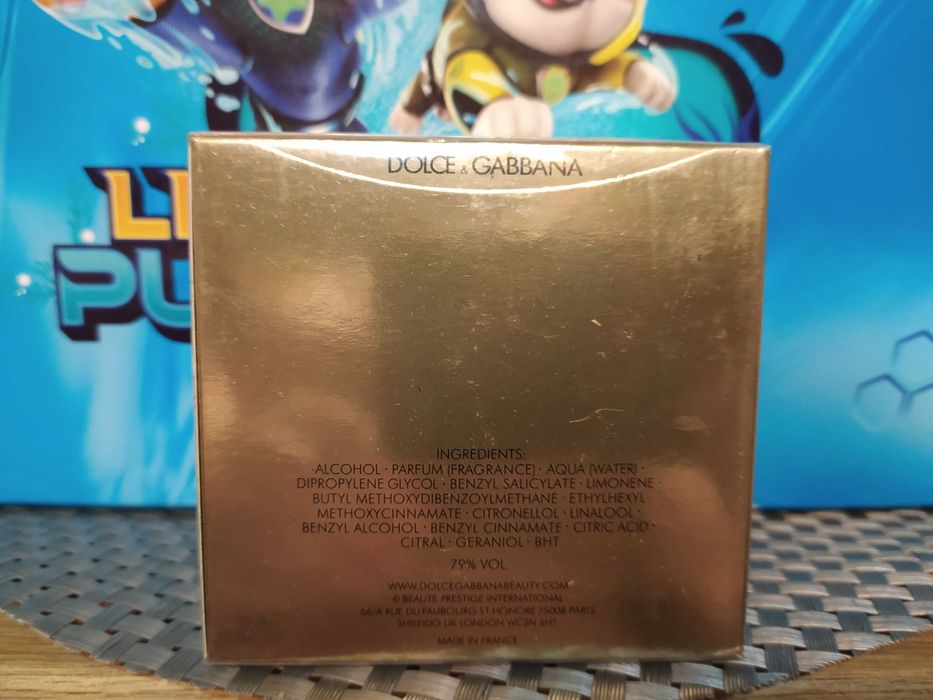 DOLCE & GABBANA
PU
INGREDIENTS:
·ALCOHOL · PARFUM (FRAGRANCE) · AQUA (WATER) ·
DIPROPYLENE GLYCOL · BENZYL SALICYLATE · LIMONENE ·
BUTYL METHOXYDIBENZOYLMETHANE · ETHYLHEXYL
METHOXYCINNAMATE · CITRONELLOL · LINALOOL ·
BENZYL ALCOHOL · BENZYL CINNAMATE · CITRIC ACID ·
CITRAL · GERANIOL · BHT
79% VOL.
WWW.DOLCEGABBANABEAUTY.COM
© BEAUTE PRESTIGE INTERNATIONAL
56/A RUE DU FAUBOURG ST HONORE 75008 PARIS
SHISEIDO UK LONDON WC2N 6HT
MADE IN FRANCE